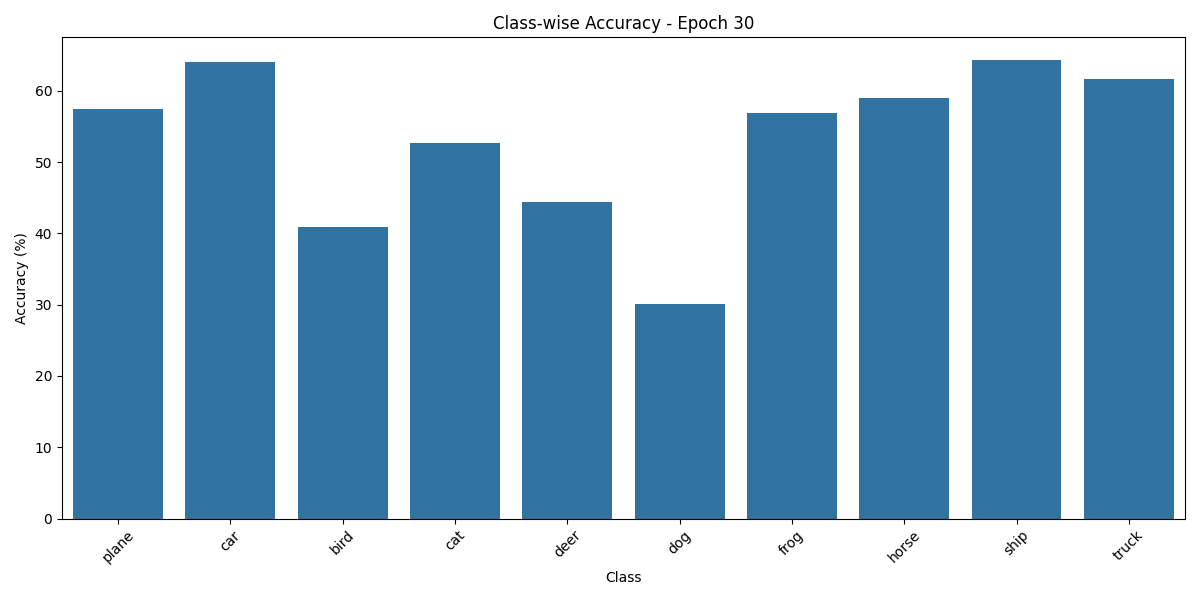 Class-wise Accuracy - Epoch 30
Accuracy (%)
60
50
40
30
20
10
0
plane
car
bird
cat
deer
dog
frog
horse
ship
truck
Class